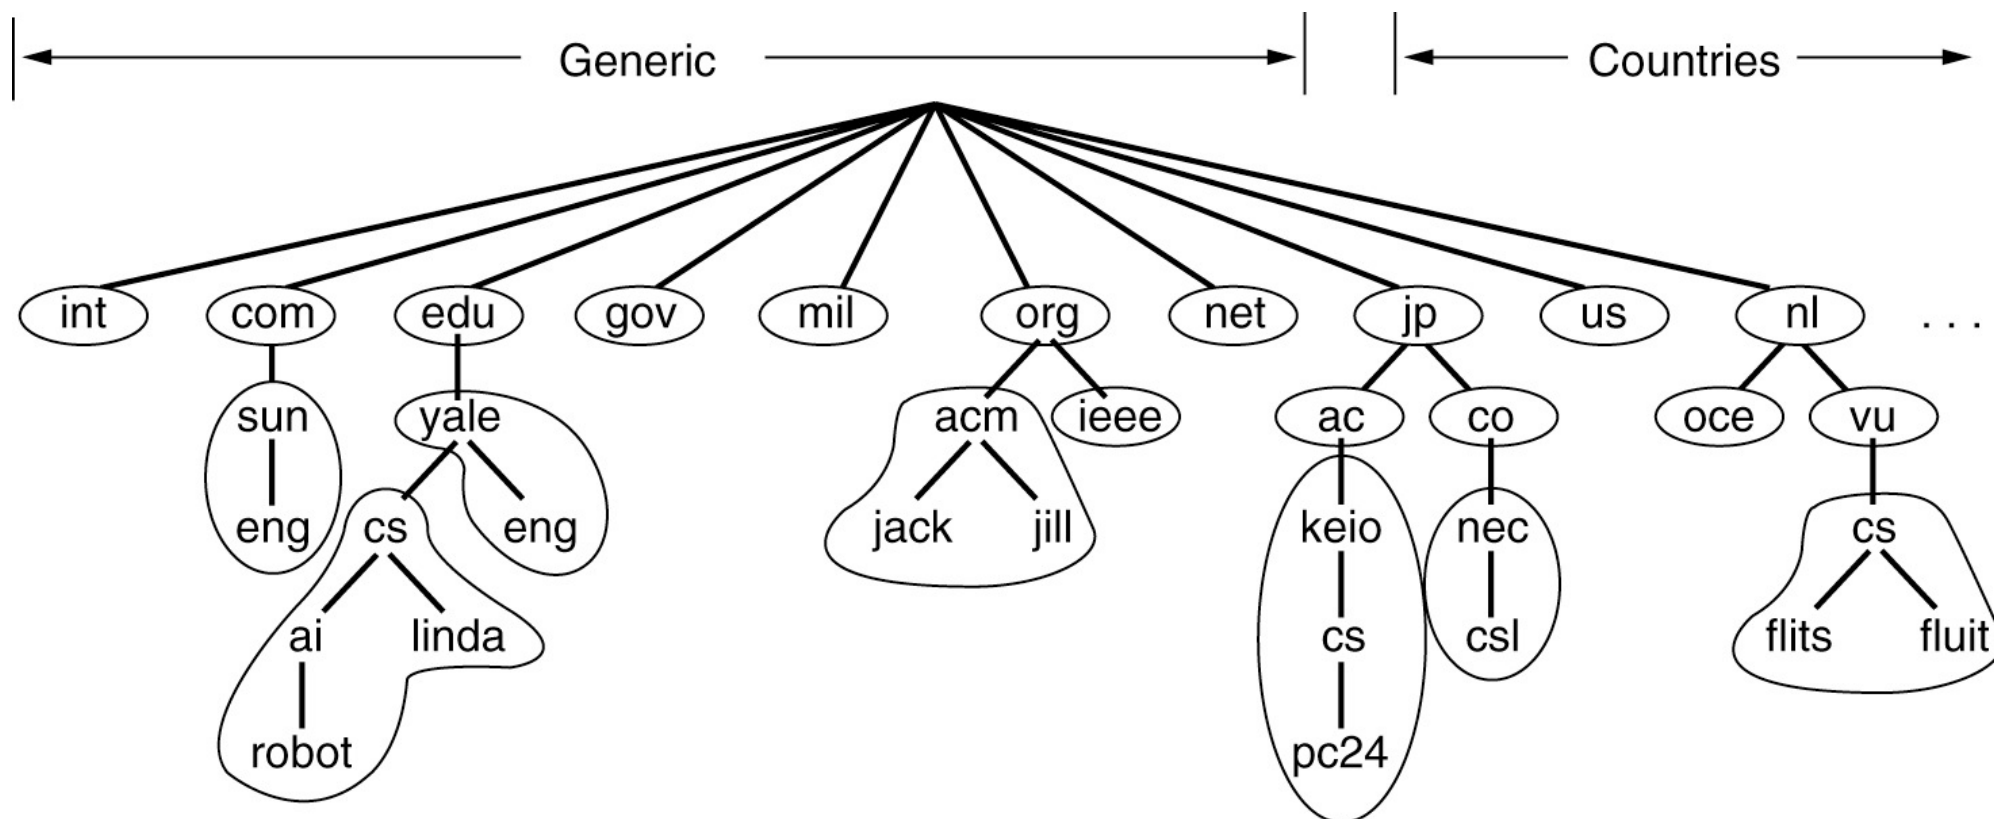 Generic Countries
int com edu gov mil org net jp us nl . . .
sun yale acm ieee ac co oce vu
eng cs eng jack jill keio nec cs
ai linda cs csl flits fluit
robot pc24